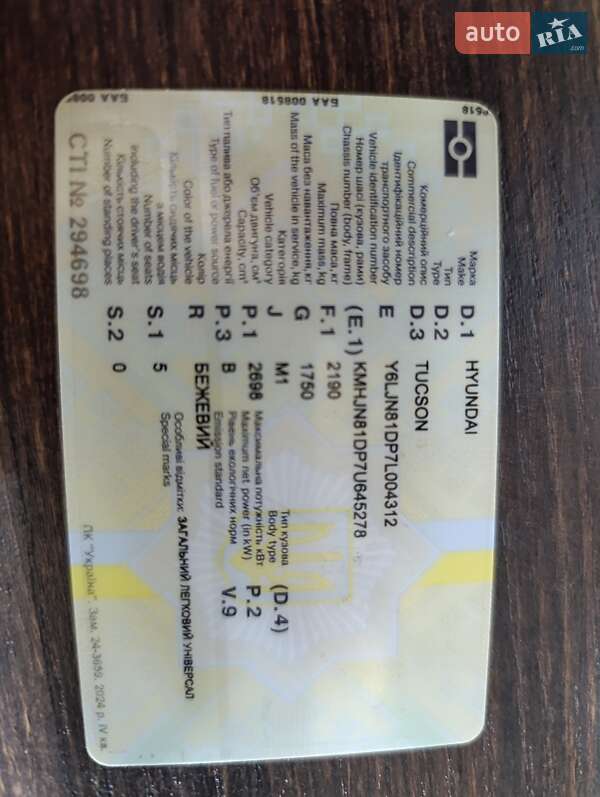 auto RIA .com
БАА 008618
БАА 008618
8618
Марка
Make D.1 HYUNDAI
Тип
Type D.2
Комерційний опис
Commercial description D.3 TUCSON
Ідентифікаційний номер
транспортного засобу
Vehicle identification number E Y6LJN81DP7L004312
Номер шасі (кузова, рами)
Chassis number (body, frame) (E.1) KMHJN81DP7U645278
Повна маса, кг
Maximum mass, kg F.1 2190
Маса без навантаження, кг
Mass of the vehicle in service, kg G 1750
Категорія Тип кузова
Vehicle category J M1 Body type (D.4)
Об'єм двигуна, см³ Максимальна потужність кВт
Capacity, cm³ P.1 2698 Maximum net power (in kW) P.2
Тип палива або джерела енергії Рівень екологічних норм
Type of fuel or power source P.3 B Emission standard V.9
Колір
Color of the vehicle R БЕЖЕВИЙ
Кількість сидячих місць
з місцем водія
Number of seats
including the driver's seat S.1 5
Особливі відмітки: ЗАГАЛЬНИЙ ЛЕГКОВИЙ УНІВЕРСАЛ
Special marks
Кількість стоячих місць
Number of standing places S.2 0
СТІ № 294698
ПК "Україна". Зам. 24-3659. 2024 р. IV кв.